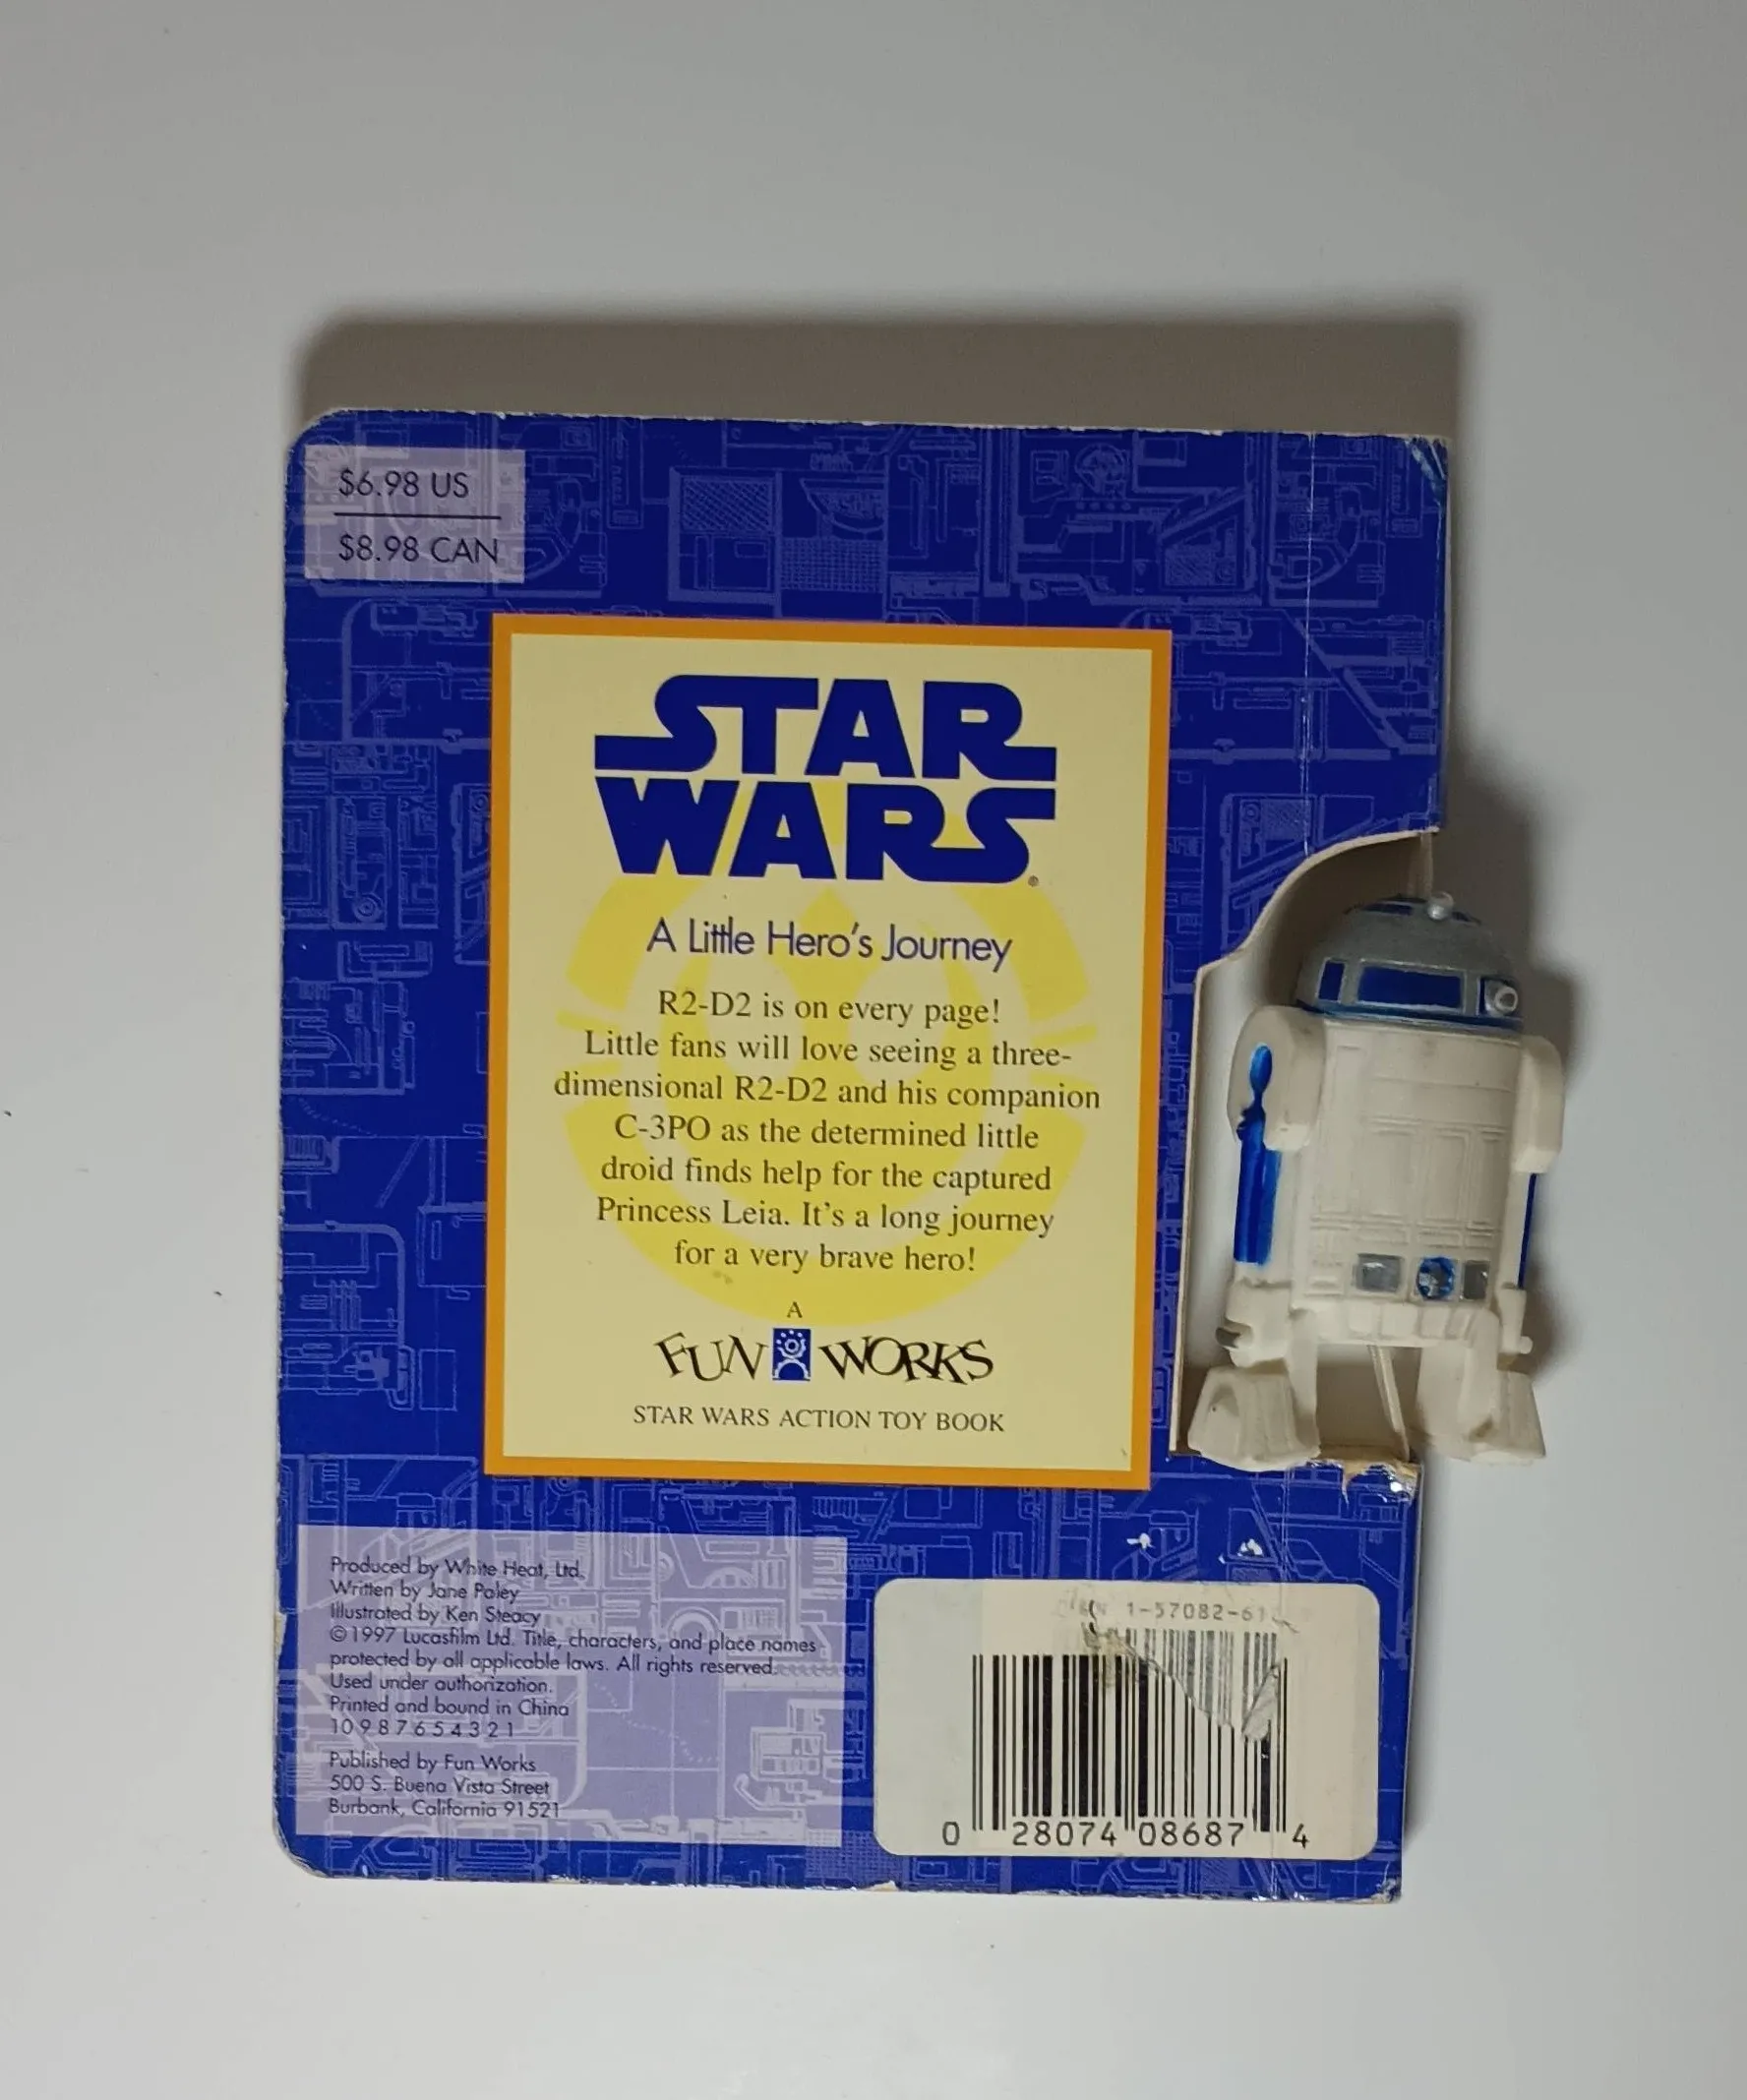 $6.98 US
$8.98 CAN
STAR
WARS®
A Little Hero's Journey
R2-D2 is on every page!
Little fans will love seeing a three-
dimensional R2-D2 and his companion
C-3PO as the determined little
droid finds help for the captured
Princess Leia. It's a long journey
for a very brave hero!
A
FUN WORKS
STAR WARS ACTION TOY BOOK
Produced by White Heat, Ltd.
Written by Jane Paley
Illustrated by Ken Steacy
©1997 Lucasfilm Ltd. Title, characters, and place names
protected by all applicable laws. All rights reserved.
Used under authorization.
Printed and bound in China
10 9 8 7 6 5 4 3 2 1
Published by Fun Works
500 S. Buena Vista Street
Burbank, California 91521
0 28074 08687 4